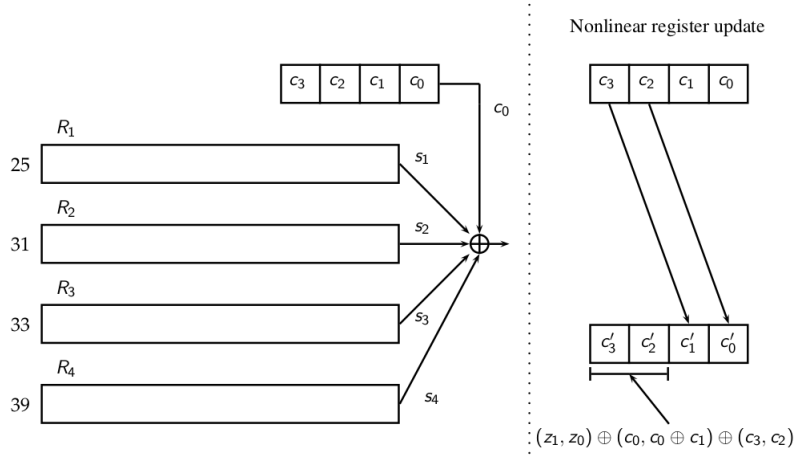 Nonlinear register update
c₃ c₂ c₁ c₀
c₀
c₃ c₂ c₁ c₀
R₁
25
s₁
R₂
31
s₂
R₃
33
s₃
R₄
39
s₄
c′₃ c′₂ c′₁ c′₀
(z₁, z₀) ⊕ (c₀, c₀ ⊕ c₁) ⊕ (c₃, c₂)